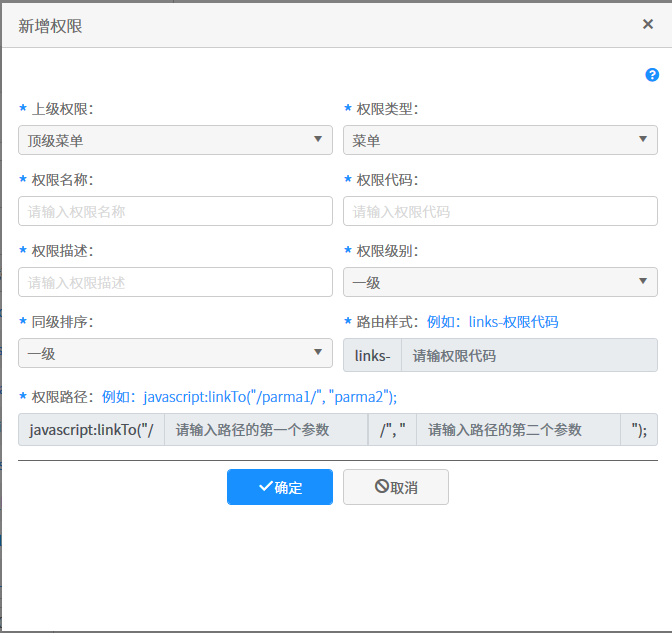 新增权限 ×
?
* 上级权限： * 权限类型：
顶级菜单 菜单
* 权限名称： * 权限代码：
请输入权限名称 请输入权限代码
* 权限描述： * 权限级别：
请输入权限描述 一级
* 同级排序： * 路由样式：例如：links-权限代码
一级 links- 请输权限代码
* 权限路径：例如：javascript:linkTo("/parma1/", "parma2");
javascript:linkTo("/ 请输入路径的第一个参数 /", " 请输入路径的第二个参数 ");
确定 取消